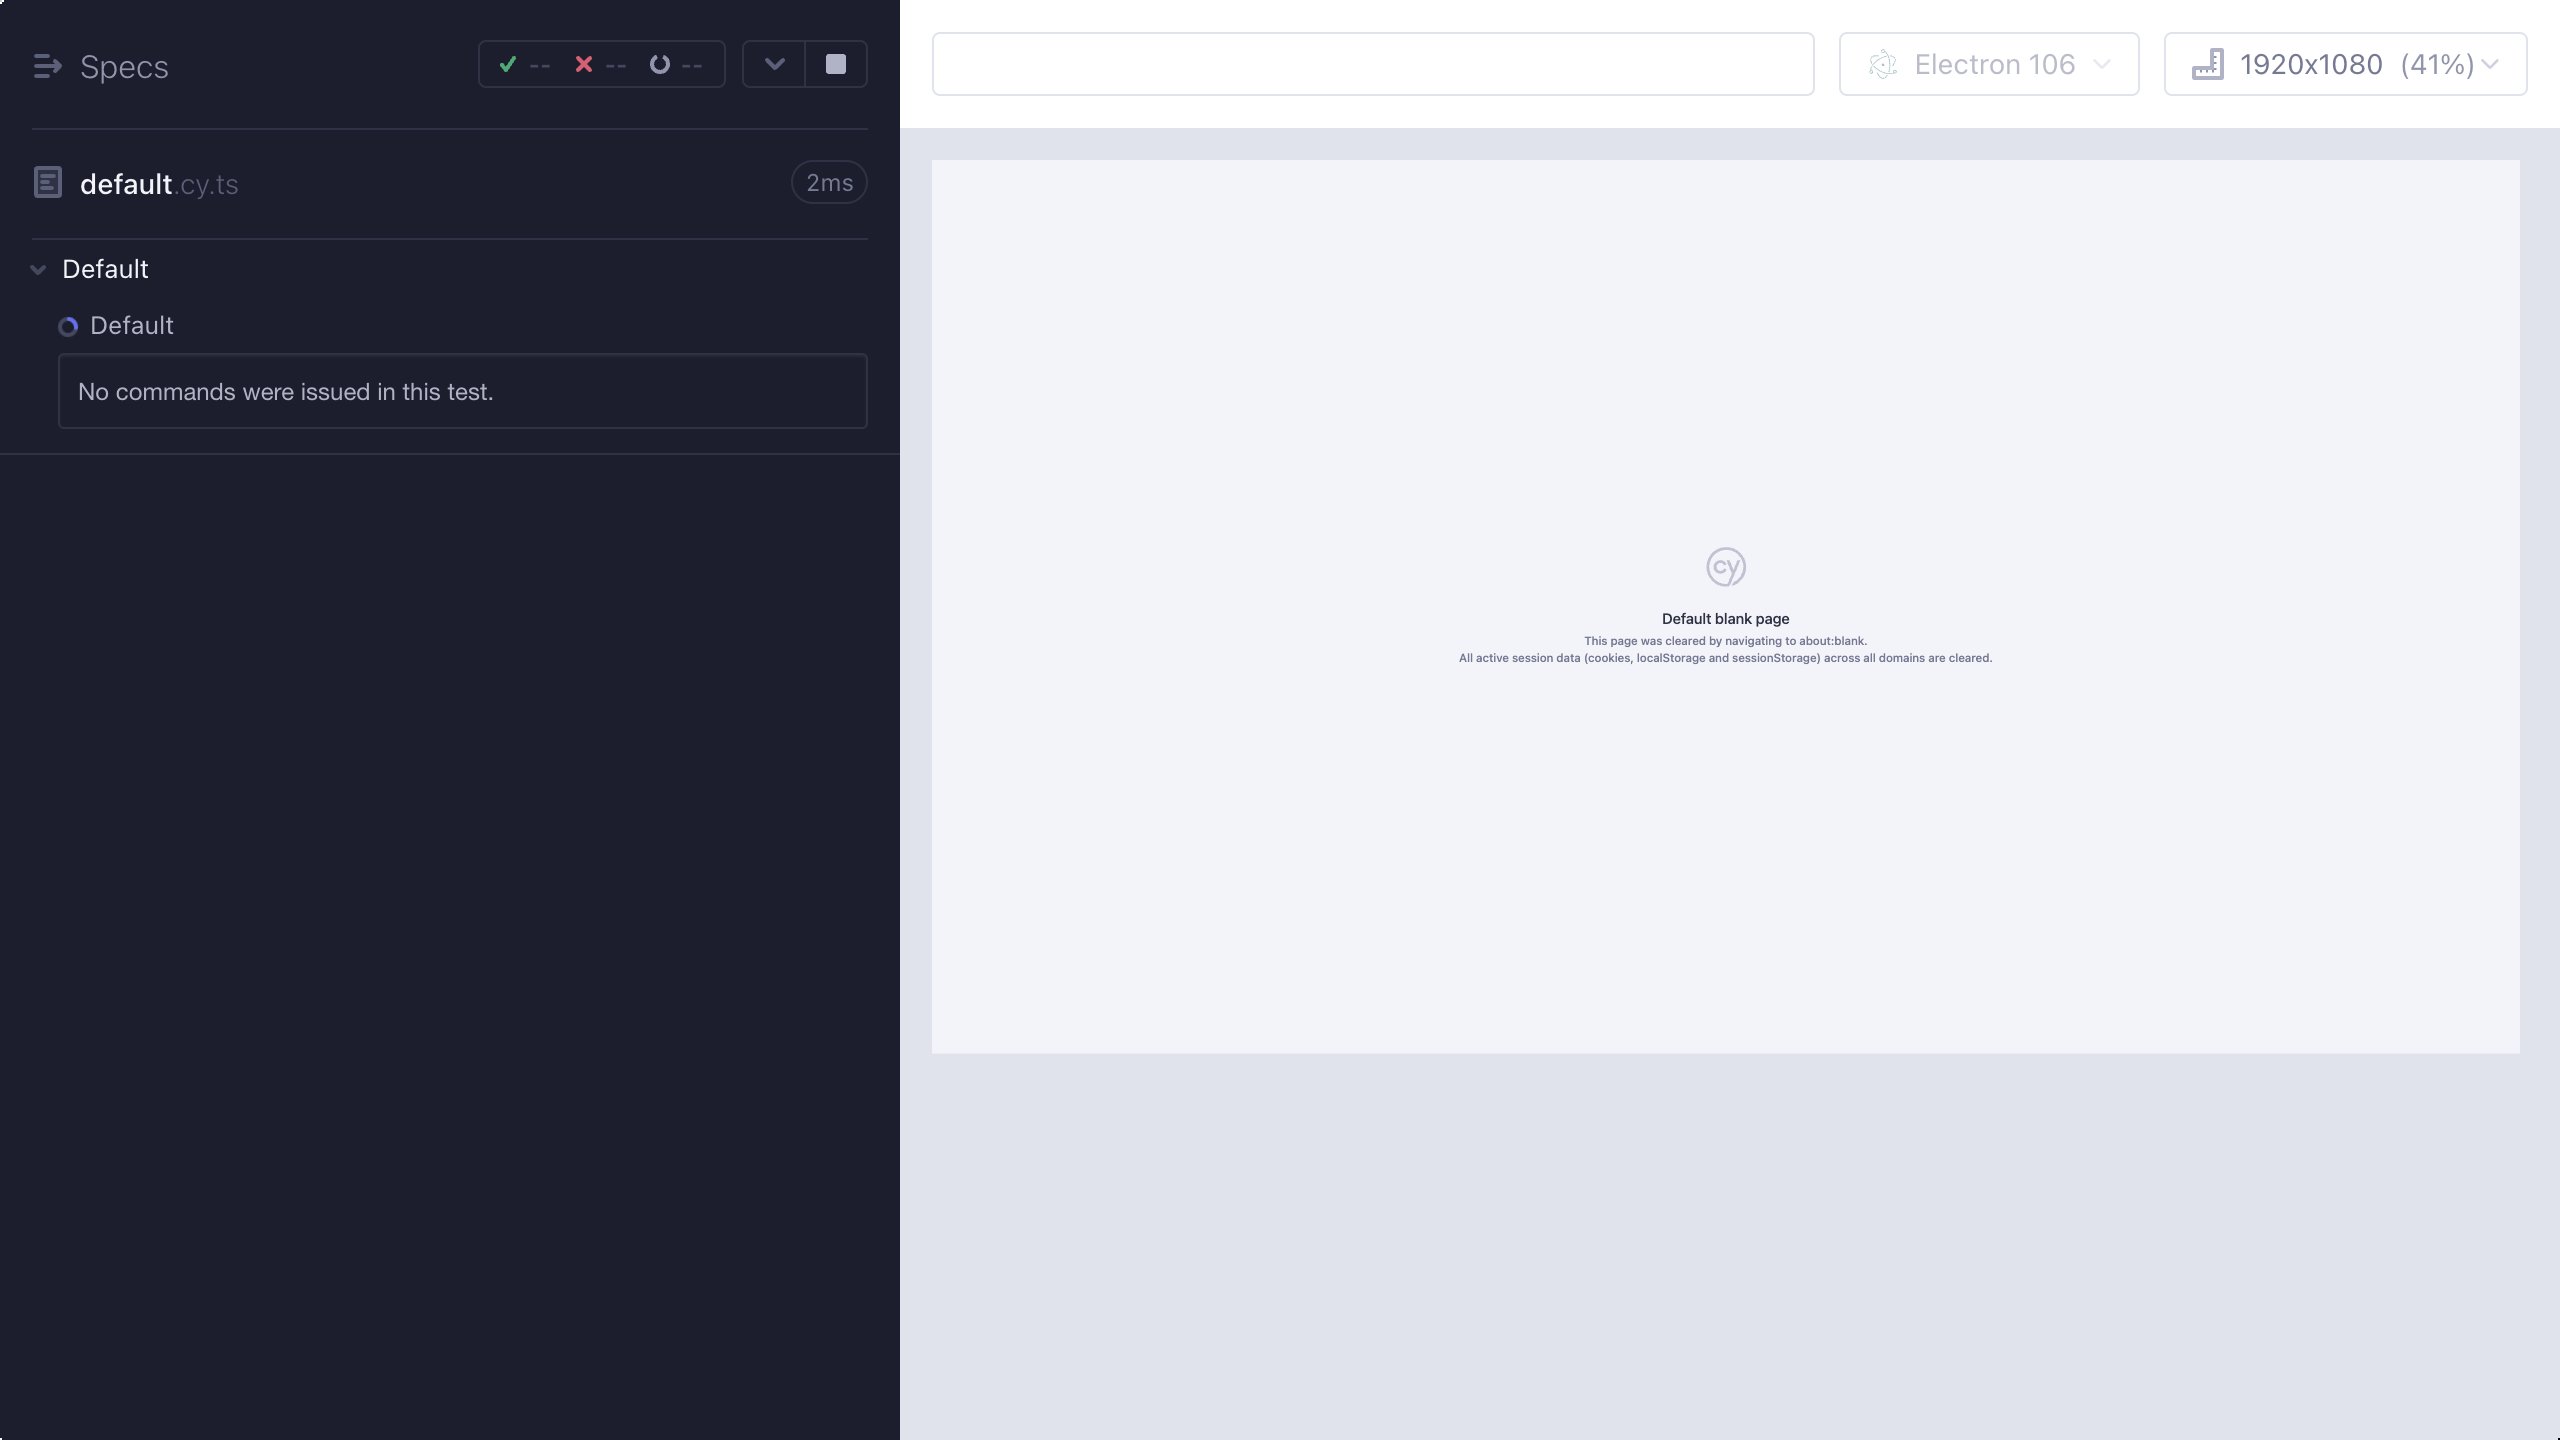 Specs
-- -- --
default.cy.ts
2ms
Default
Default
No commands were issued in this test.
Electron 106
1920x1080 (41%)
cy
Default blank page
This page was cleared by navigating to about:blank.
All active session data (cookies, localStorage and sessionStorage) across all domains are cleared.